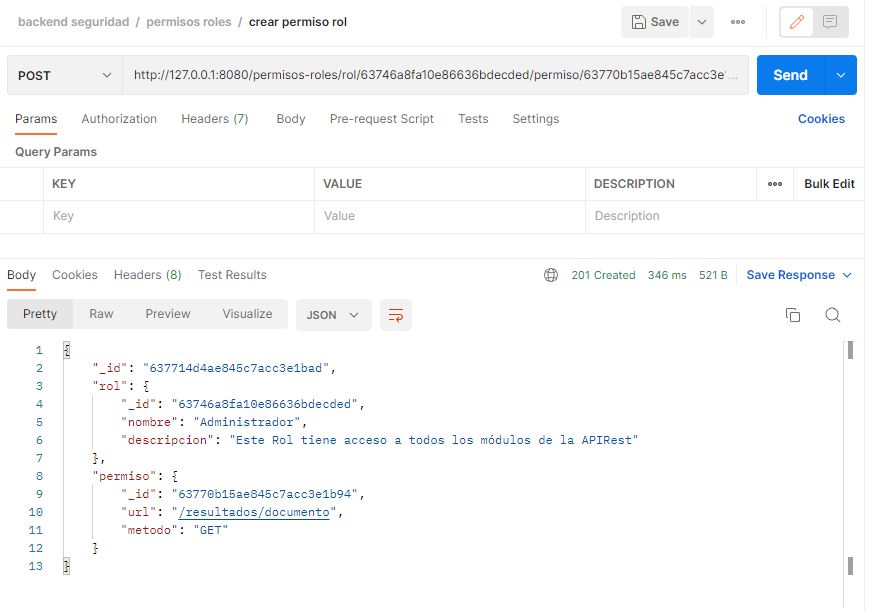 backend seguridad / permisos roles / crear permiso rol
Save
POST
http://127.0.0.1:8080/permisos-roles/rol/63746a8fa10e86636bdecded/permiso/63770b15ae845c7acc3e1...
Send
Params Authorization Headers (7) Body Pre-request Script Tests Settings Cookies
Query Params
KEY VALUE DESCRIPTION Bulk Edit
Key Value Description
Body Cookies Headers (8) Test Results 201 Created 346 ms 521 B Save Response
Pretty Raw Preview Visualize JSON
1 {
2 "_id": "637714d4ae845c7acc3e1bad",
3 "rol": {
4 "_id": "63746a8fa10e86636bdecded",
5 "nombre": "Administrador",
6 "descripcion": "Este Rol tiene acceso a todos los módulos de la APIRest"
7 },
8 "permiso": {
9 "_id": "63770b15ae845c7acc3e1b94",
10 "url": "/resultados/documento",
11 "metodo": "GET"
12 }
13 }